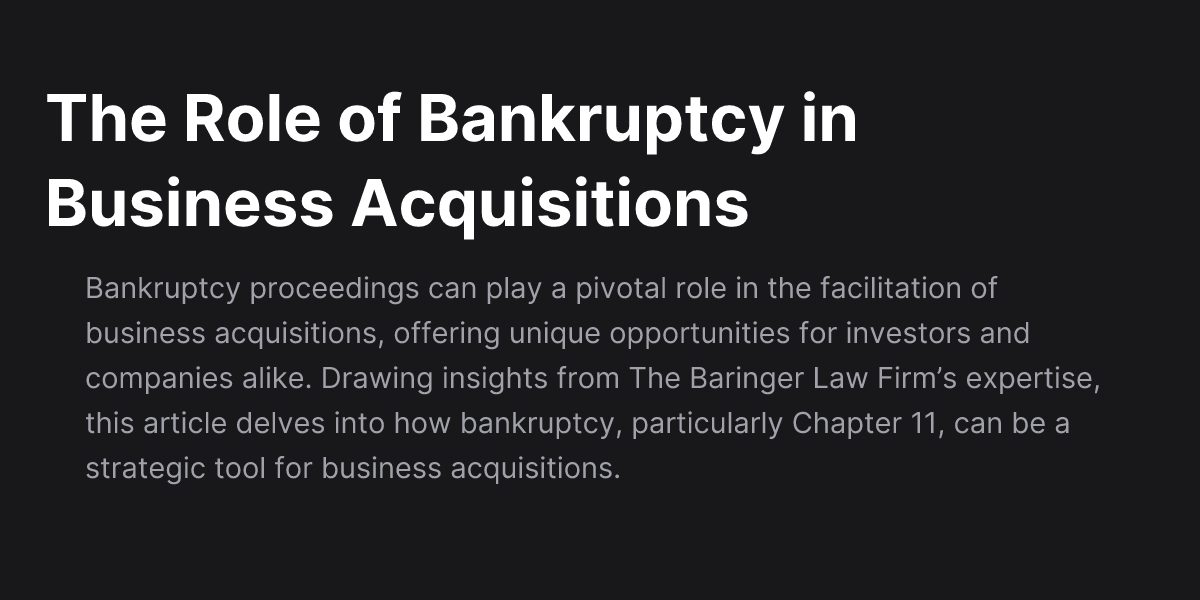 The Role of Bankruptcy in
Business Acquisitions
Bankruptcy proceedings can play a pivotal role in the facilitation of
business acquisitions, offering unique opportunities for investors and
companies alike. Drawing insights from The Baringer Law Firm’s expertise,
this article delves into how bankruptcy, particularly Chapter 11, can be a
strategic tool for business acquisitions.